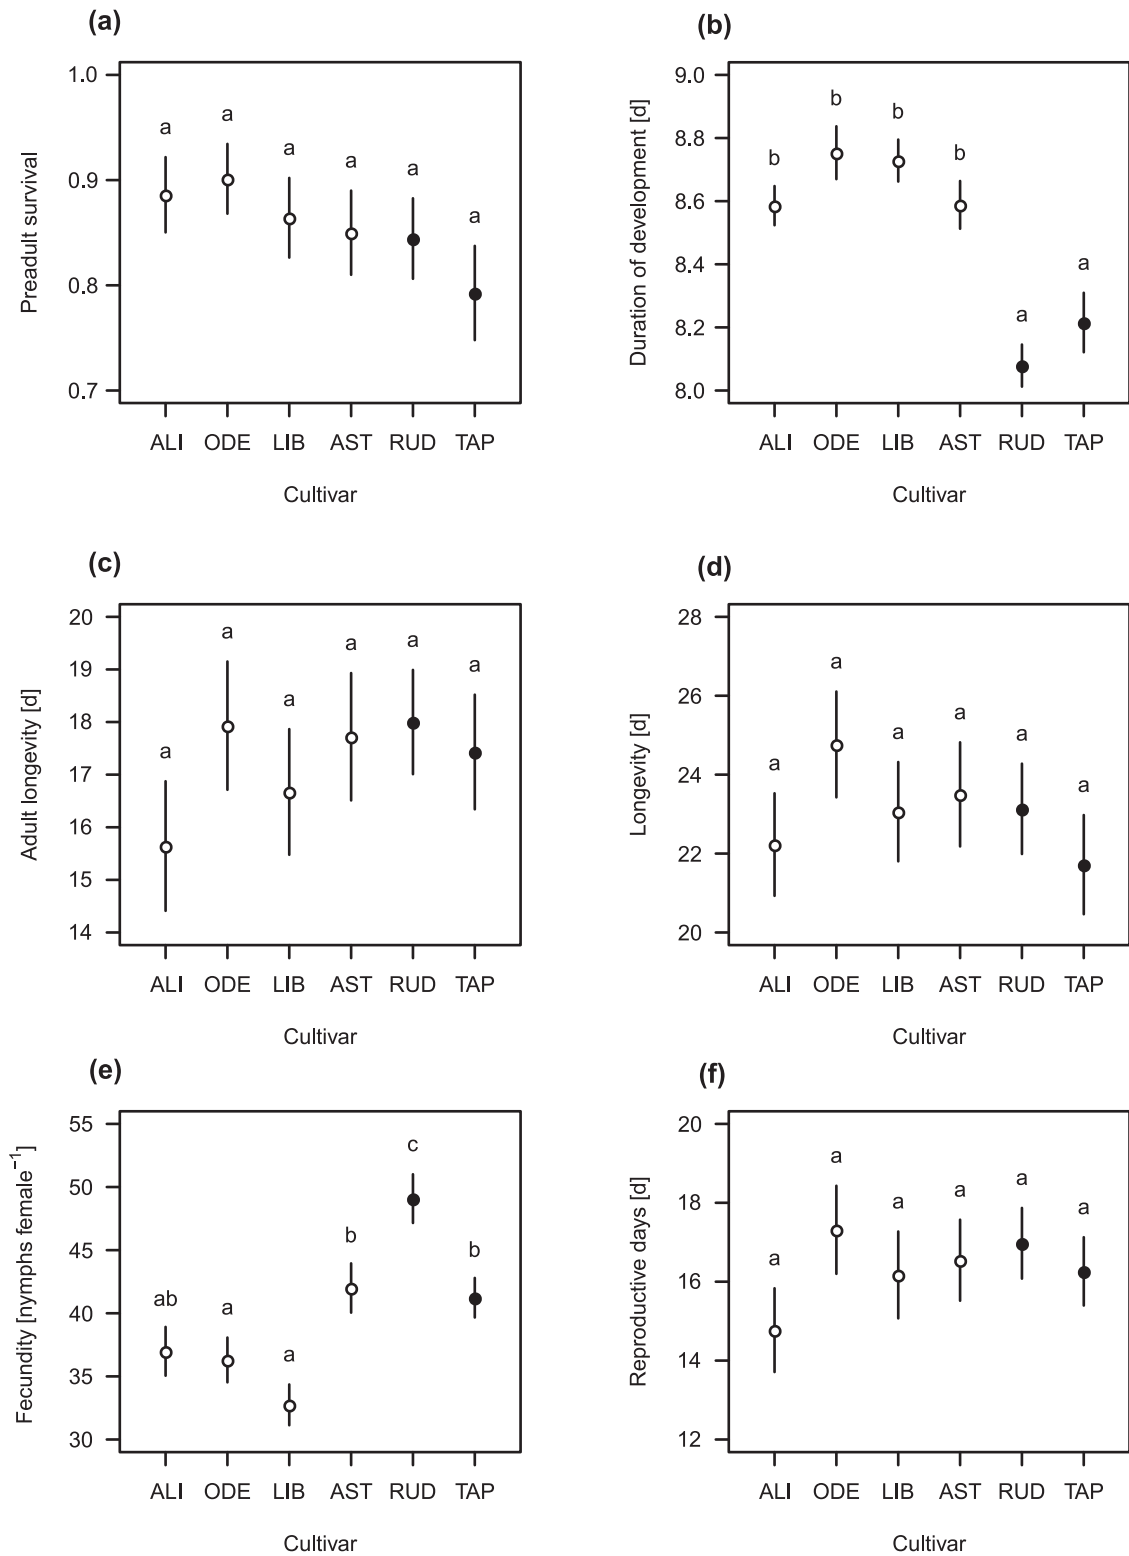 (a)
1.0
0.9
0.8
0.7
Preadult survival
a a a a a a
ALI ODE LIB AST RUD TAP
Cultivar
(b)
9.0
8.8
8.6
8.4
8.2
8.0
Duration of development [d]
b b b b a a
ALI ODE LIB AST RUD TAP
Cultivar
(c)
20
19
18
17
16
15
14
Adult longevity [d]
a a a a a a
ALI ODE LIB AST RUD TAP
Cultivar
(d)
28
26
24
22
20
Longevity [d]
a a a a a a
ALI ODE LIB AST RUD TAP
Cultivar
(e)
55
50
45
40
35
30
Fecundity [nymphs female⁻¹]
ab a a b c b
ALI ODE LIB AST RUD TAP
Cultivar
(f)
20
18
16
14
12
Reproductive days [d]
a a a a a a
ALI ODE LIB AST RUD TAP
Cultivar